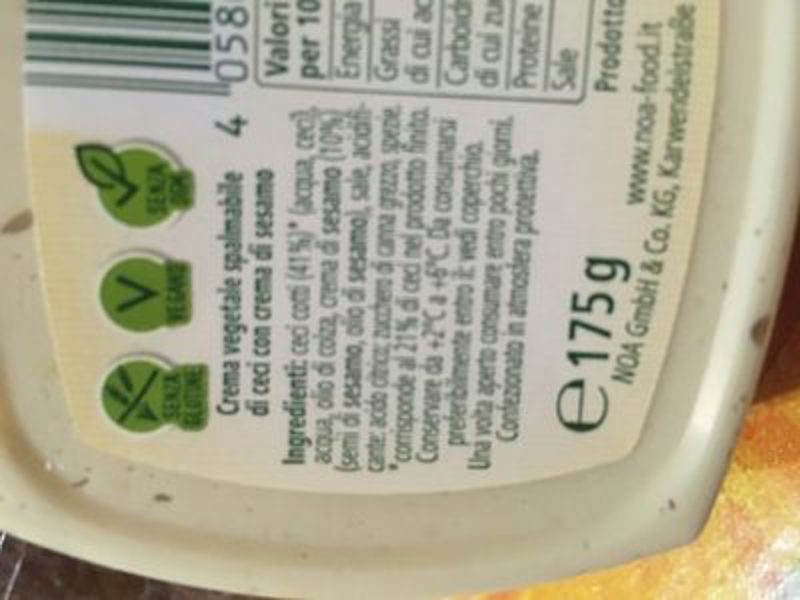 SENZA
GLUTINE
V
VEGANO
SENZA
4 058
Crema vegetale spalmabile
di ceci con crema di sesamo
Ingredienti: ceci cotti (41%)* (acqua, ceci),
acqua, olio di colza, crema di sesamo (10%)
(semi di sesamo, olio di sesamo), sale, acidifi-
cante: acido citrico; zucchero di canna grezzo, spezie.
*corrisponde al 21% di ceci nel prodotto finito.
Conservare da +2°C a +6°C. Da consumarsi
preferibilmente entro il: vedi coperchio.
Una volta aperto consumare entro pochi giorni.
Confezionato in atmosfera protettiva.
Valori
per 10
Energia
Grassi
di cui ac
Carboidr
di cui zu
Proteine
Sale
e 175 g
Prodotto
www.noa-food.it
NOA GmbH & Co. KG, Karwendelstraße